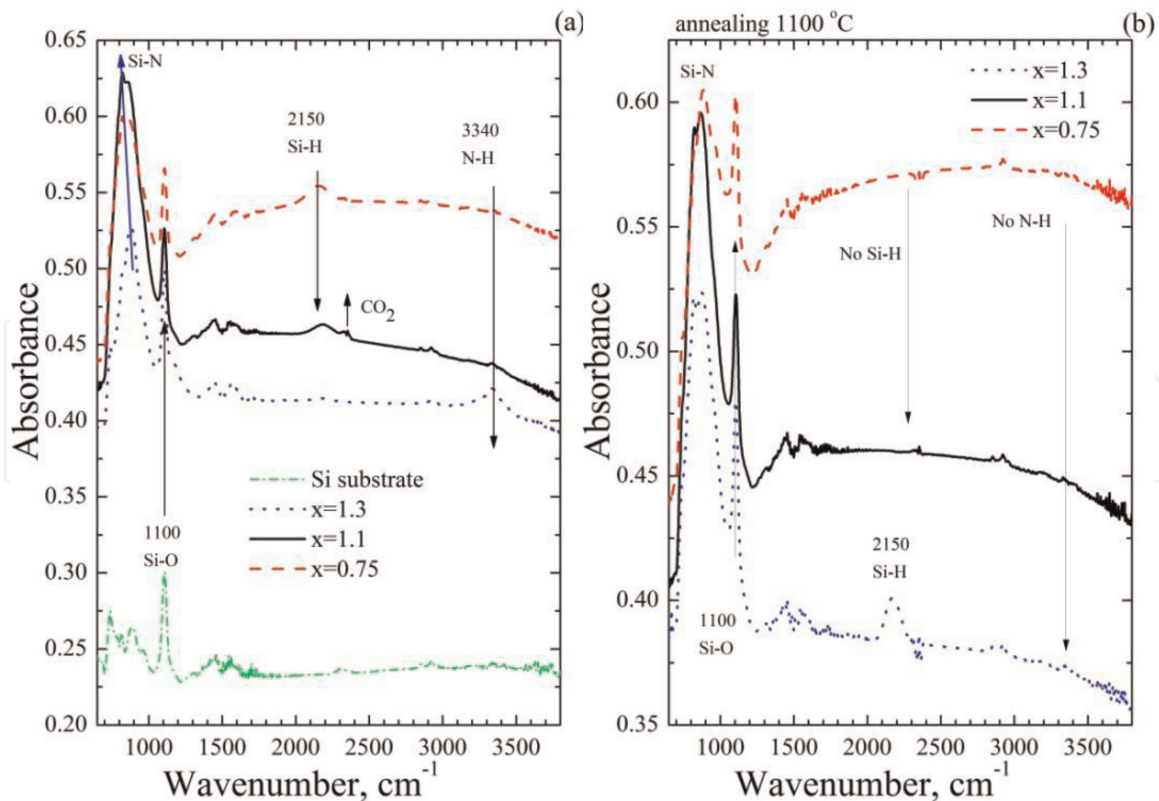 (a)
Absorbance
0.65
0.60
0.55
0.50
0.45
0.40
0.35
0.30
0.25
0.20
Si-N
2150
Si-H
3340
N-H
CO2
Si substrate
x=1.3
x=1.1
x=0.75
1100
Si-O
1000 1500 2000 2500 3000 3500
Wavenumber, cm-1
annealing 1100 °C
(b)
Absorbance
0.60
0.55
0.50
0.45
0.40
0.35
Si-N
x=1.3
x=1.1
x=0.75
No Si-H
No N-H
2150
Si-H
1100
Si-O
1000 1500 2000 2500 3000 3500
Wavenumber, cm-1